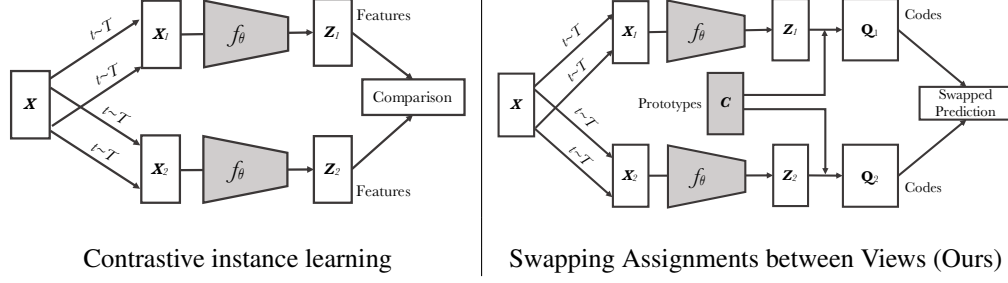 t~T
t~T
t~T
t~T
X
X1
fθ
Z1
Features
Comparison
X2
fθ
Z2
Features
Contrastive instance learning
t~T
t~T
t~T
t~T
X
X1
fθ
Z1
Q1
Codes
Prototypes
C
Swapped
Prediction
X2
fθ
Z2
Q2
Codes
Swapping Assignments between Views (Ours)